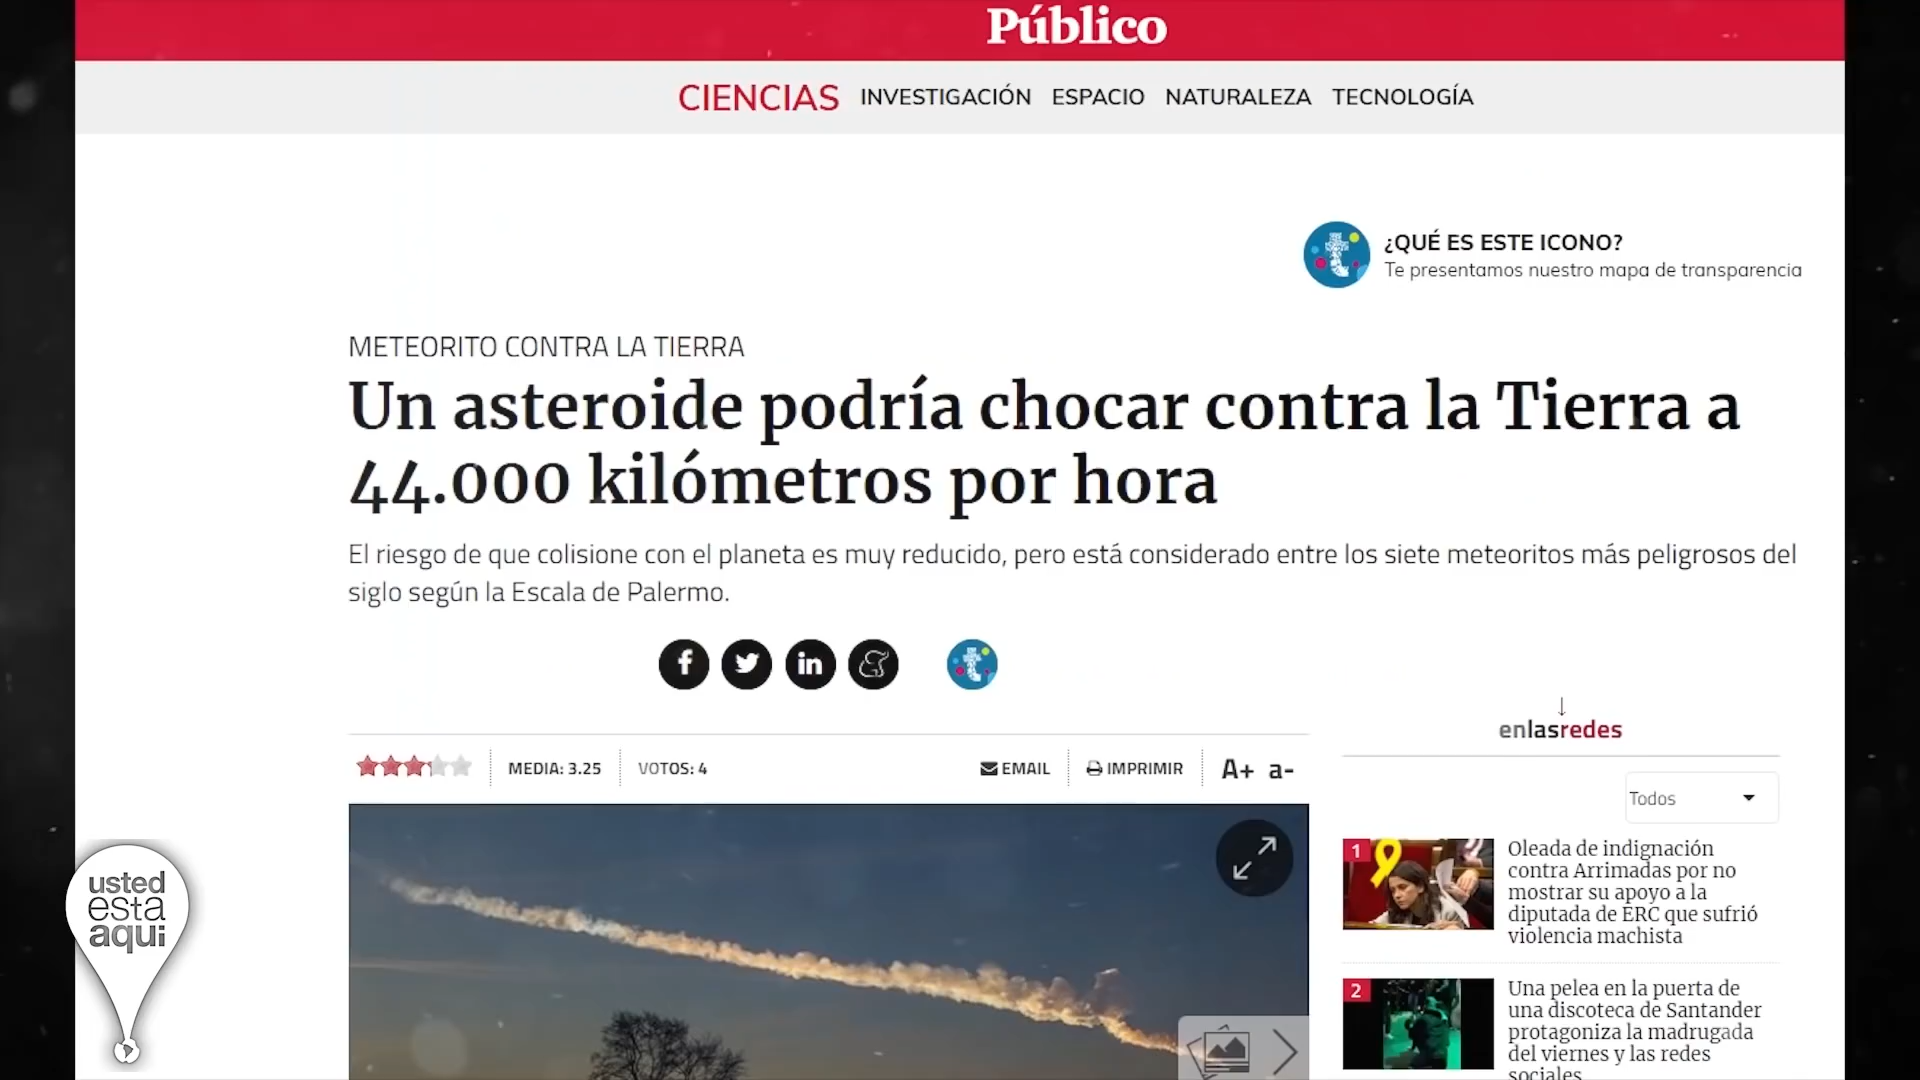 Público
CIENCIAS INVESTIGACIÓN ESPACIO NATURALEZA TECNOLOGÍA
¿QUÉ ES ESTE ICONO?
Te presentamos nuestro mapa de transparencia
METEORITO CONTRA LA TIERRA
Un asteroide podría chocar contra la Tierra a
44.000 kilómetros por hora
El riesgo de que colisione con el planeta es muy reducido, pero está considerado entre los siete meteoritos más peligrosos del
siglo según la Escala de Palermo.
enlasredes
MEDIA: 3.25 VOTOS: 4 EMAIL IMPRIMIR A+ a-
Todos
1
Oleada de indignación
contra Arrimadas por no
mostrar su apoyo a la
diputada de ERC que sufrió
violencia machista
2
Una pelea en la puerta de
una discoteca de Santander
protagoniza la madrugada
del viernes y las redes
sociales
usted
esta
aqui